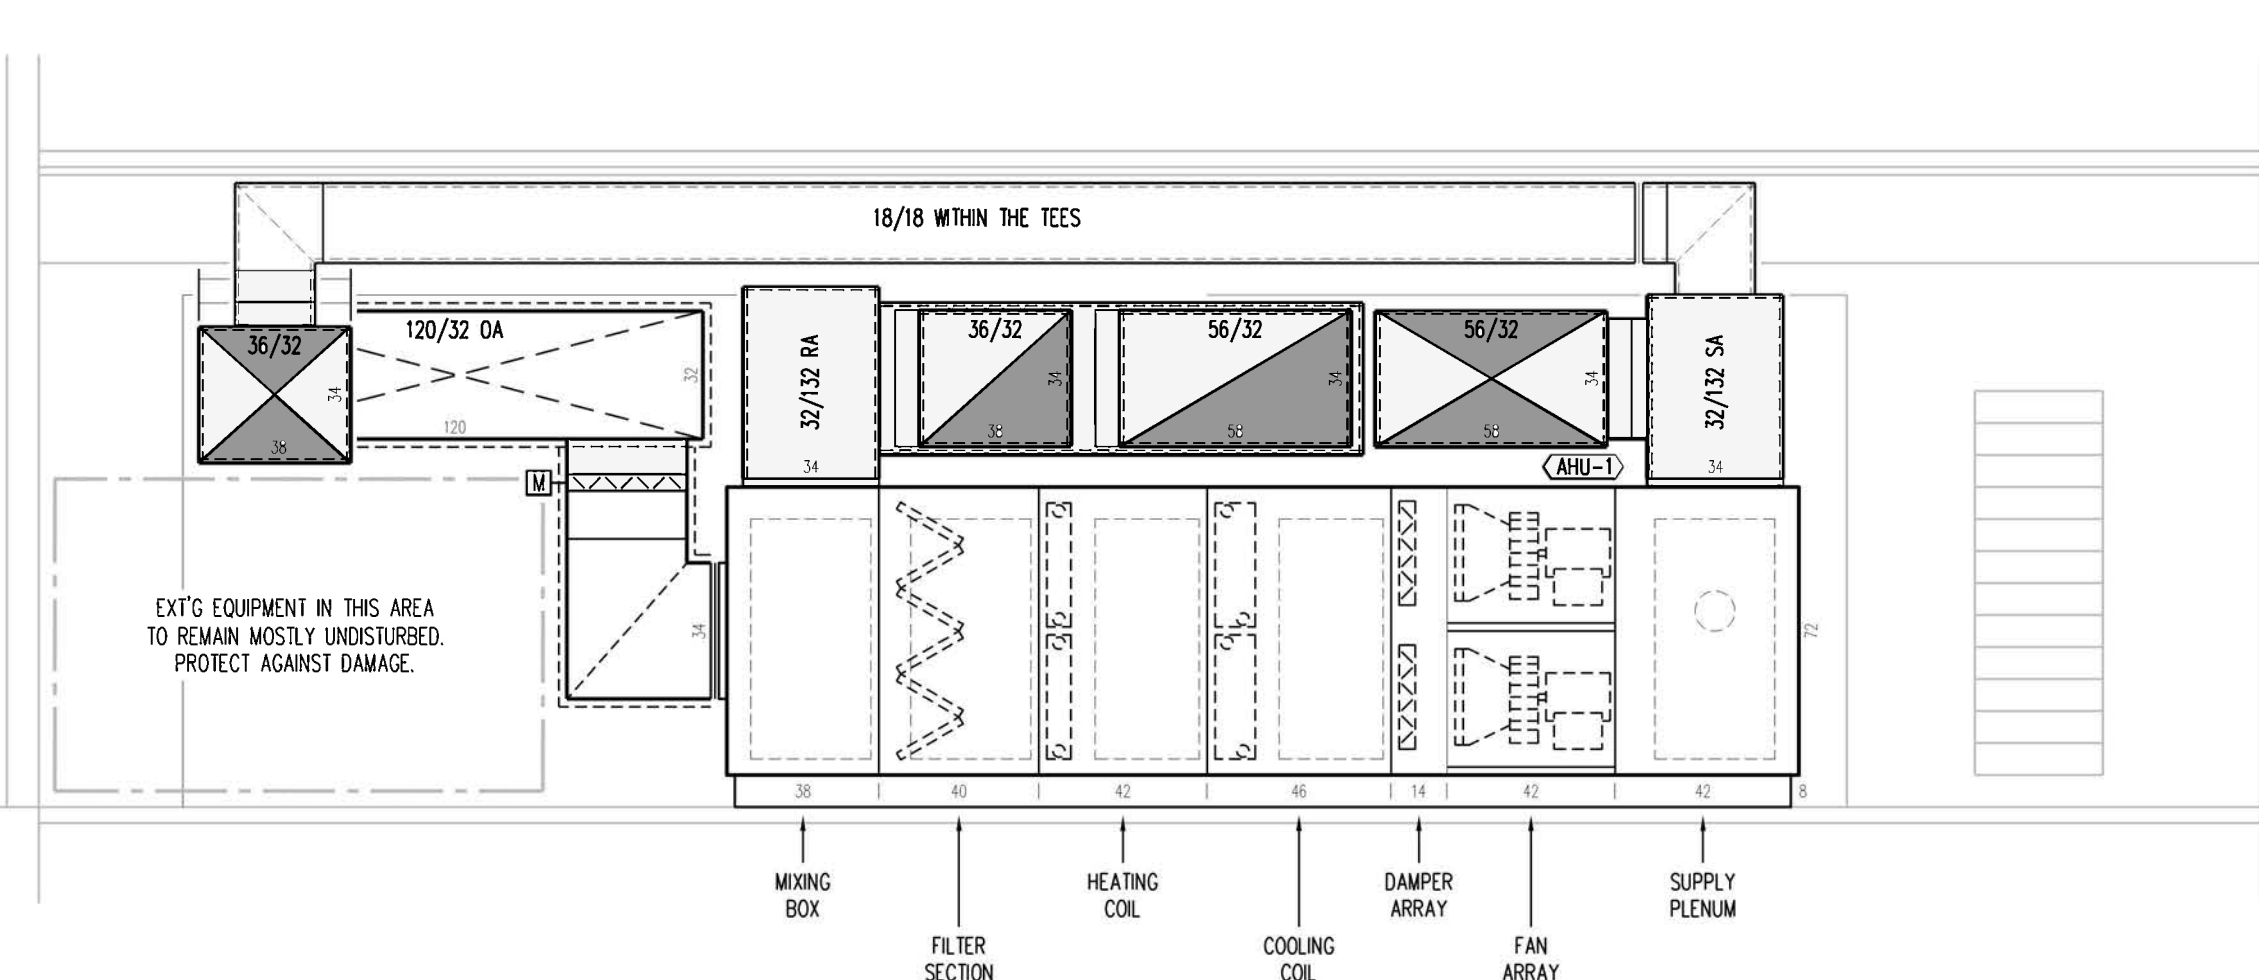 18/18 WITHIN THE TEES
36/32
34
38
120/32 OA
32
120
32/132 RA
34
36/32
34
38
56/32
34
58
56/32
34
58
32/132 SA
34
AHU-1
M
34
72
EXT'G EQUIPMENT IN THIS AREA
TO REMAIN MOSTLY UNDISTURBED.
PROTECT AGAINST DAMAGE.
38
40
42
46
14
42
42
8
MIXING
BOX
FILTER
SECTION
HEATING
COIL
COOLING
COIL
DAMPER
ARRAY
FAN
ARRAY
SUPPLY
PLENUM